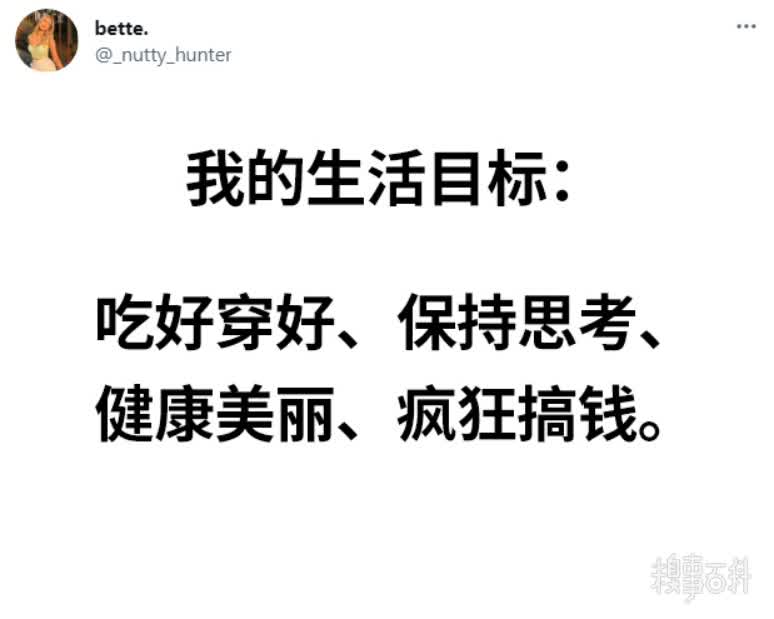 bette.
@_nutty_hunter
我的生活目标：
吃好穿好、保持思考、
健康美丽、疯狂搞钱。
糗事百科